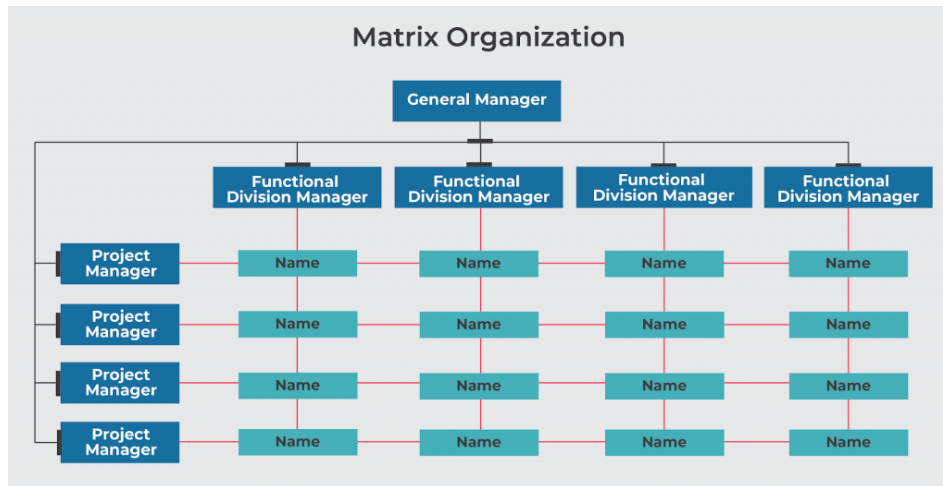 Matrix Organization
General Manager
Functional
Division Manager
Functional
Division Manager
Functional
Division Manager
Functional
Division Manager
Project
Manager
Name
Name
Name
Name
Project
Manager
Name
Name
Name
Name
Project
Manager
Name
Name
Name
Name
Project
Manager
Name
Name
Name
Name